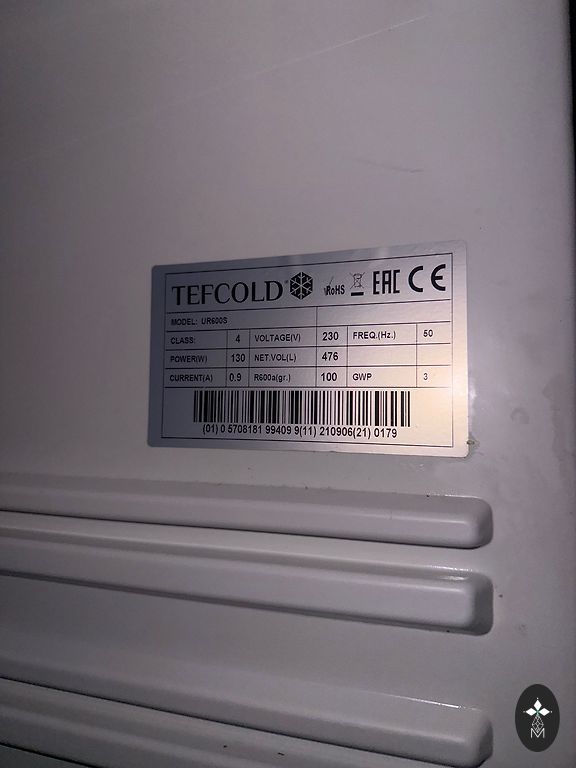 TEFCOLD ® RoHS EAC CE
MODEL: UR600S
CLASS: 4 VOLTAGE(V) 230 FREQ.(Hz.) 50
POWER(W) 130 NET.VOL(L) 476
CURRENT(A) 0.9 R600a(gr.) 100 GWP 3
(01) 0 5708181 99409 9(11) 210906(21) 0179
M